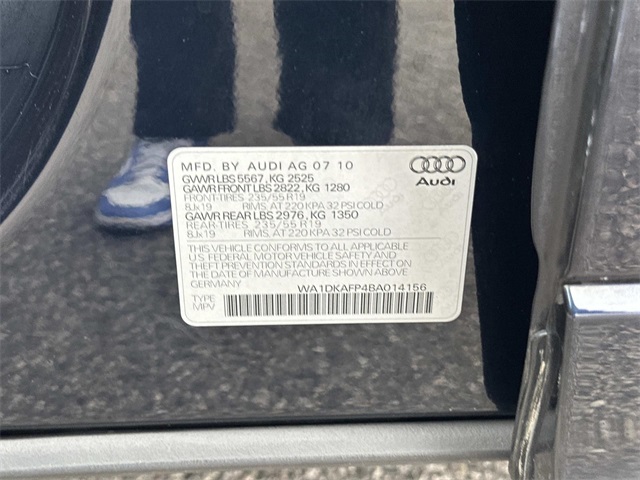 MFD. BY AUDI AG 07 10
GWWR LBS 5567, KG 2525
GAWR FRONT LBS 2822, KG 1280
FRONT-TIRES 235/55 R19
8Jx19 RIMS. AT 220 KPA 32 PSI COLD
GAWR REAR LBS 2976, KG 1350
REAR-TIRES 235/55 R19
8Jx19 RIMS. AT 220 KPA 32 PSI COLD
Audi
THIS VEHICLE CONFORMS TO ALL APPLICABLE
U.S. FEDERAL MOTOR VEHICLE SAFETY AND
THEFT PREVENTION STANDARDS IN EFFECT ON
THE DATE OF MANUFACTURE SHOWN ABOVE.
GERMANY WA1DKAFP4BA014156
TYPE
MPV